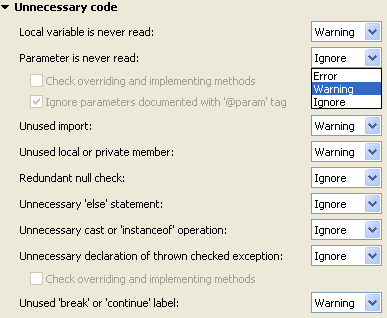 Unnecessary code
Local variable is never read: Warning
Parameter is never read: Ignore
Error
Check overriding and implementing methods Warning
Ignore parameters documented with '@param' tag Ignore
Unused import: Warning
Unused local or private member: Warning
Redundant null check: Ignore
Unnecessary 'else' statement: Ignore
Unnecessary cast or 'instanceof' operation: Ignore
Unnecessary declaration of thrown checked exception: Ignore
Check overriding and implementing methods
Unused 'break' or 'continue' label: Warning